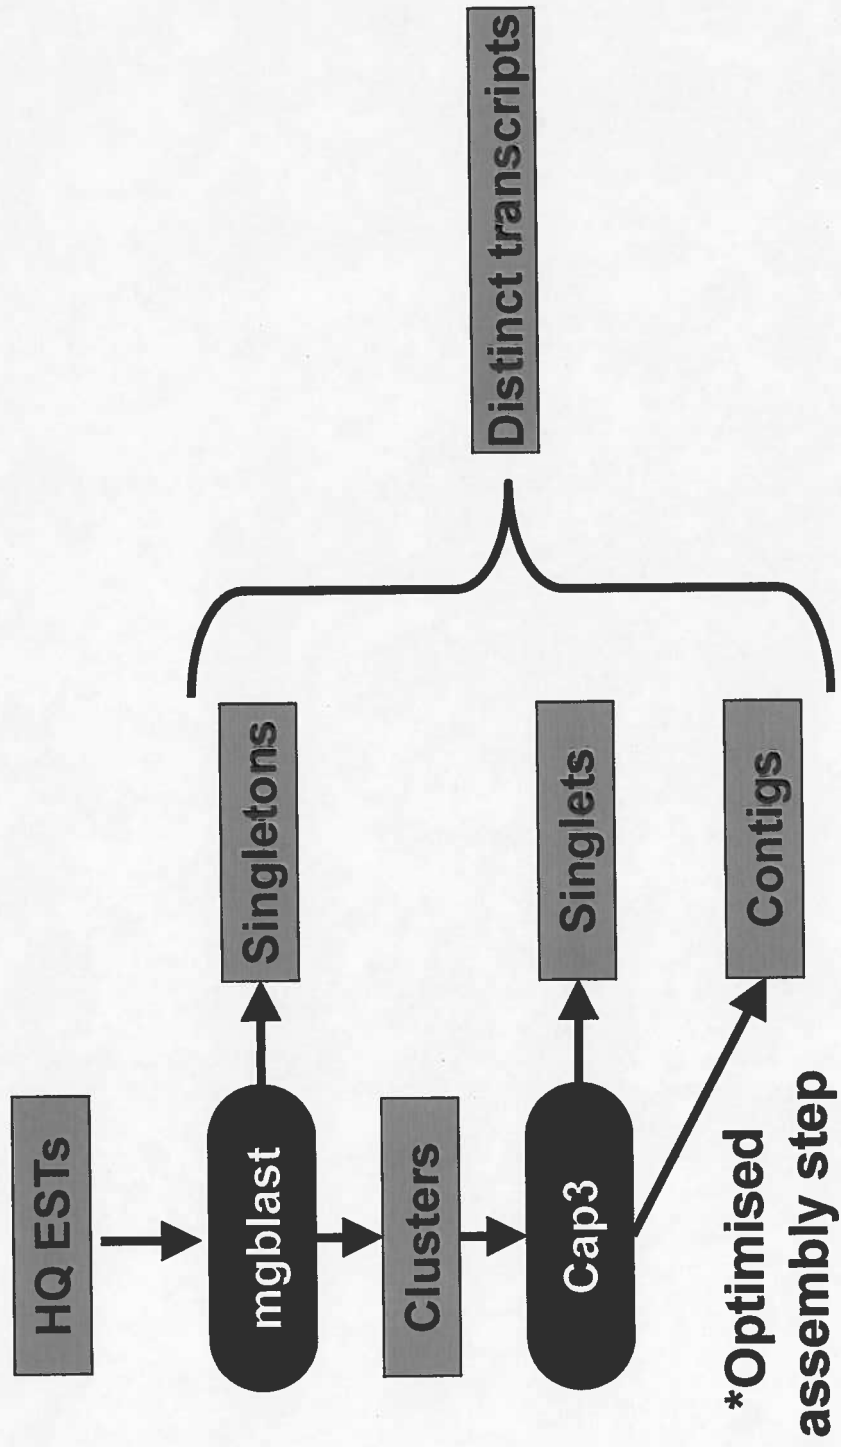 HQ ESTs
mgblast
Singletons
Clusters
Cap3
Singlets
Contigs
*Optimised
assembly step
Distinct transcripts